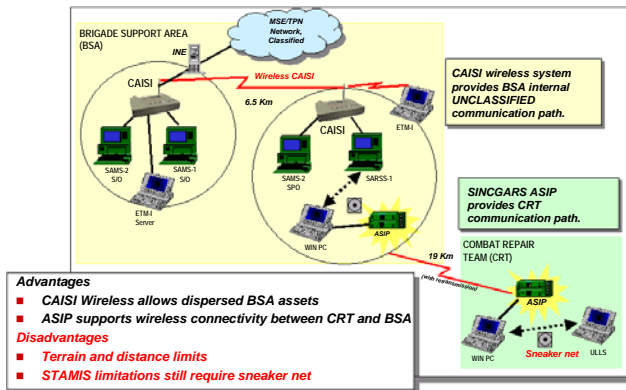 MSE/TPN
Network,
Classified
BRIGADE SUPPORT AREA
(BSA)
INE
Wireless CAISI
CAISI
6.5 Km
CAISI
ETM-I
SAMS-2
S/O
SAMS-1
S/O
ETM-I
Server
SAMS-2
SPO
SARSS-1
WIN PC
ASIP
CAISI wireless system
provides BSA internal
UNCLASSIFIED
communication path.
SINCGARS ASIP
provides CRT
communication path.
19 Km
(with retransmission)
COMBAT REPAIR
TEAM (CRT)
ASIP
WIN PC
Sneaker net
ULLS
Advantages
■ CAISI Wireless allows dispersed BSA assets
■ ASIP supports wireless connectivity between CRT and BSA
Disadvantages
■ Terrain and distance limits
■ STAMIS limitations still require sneaker net